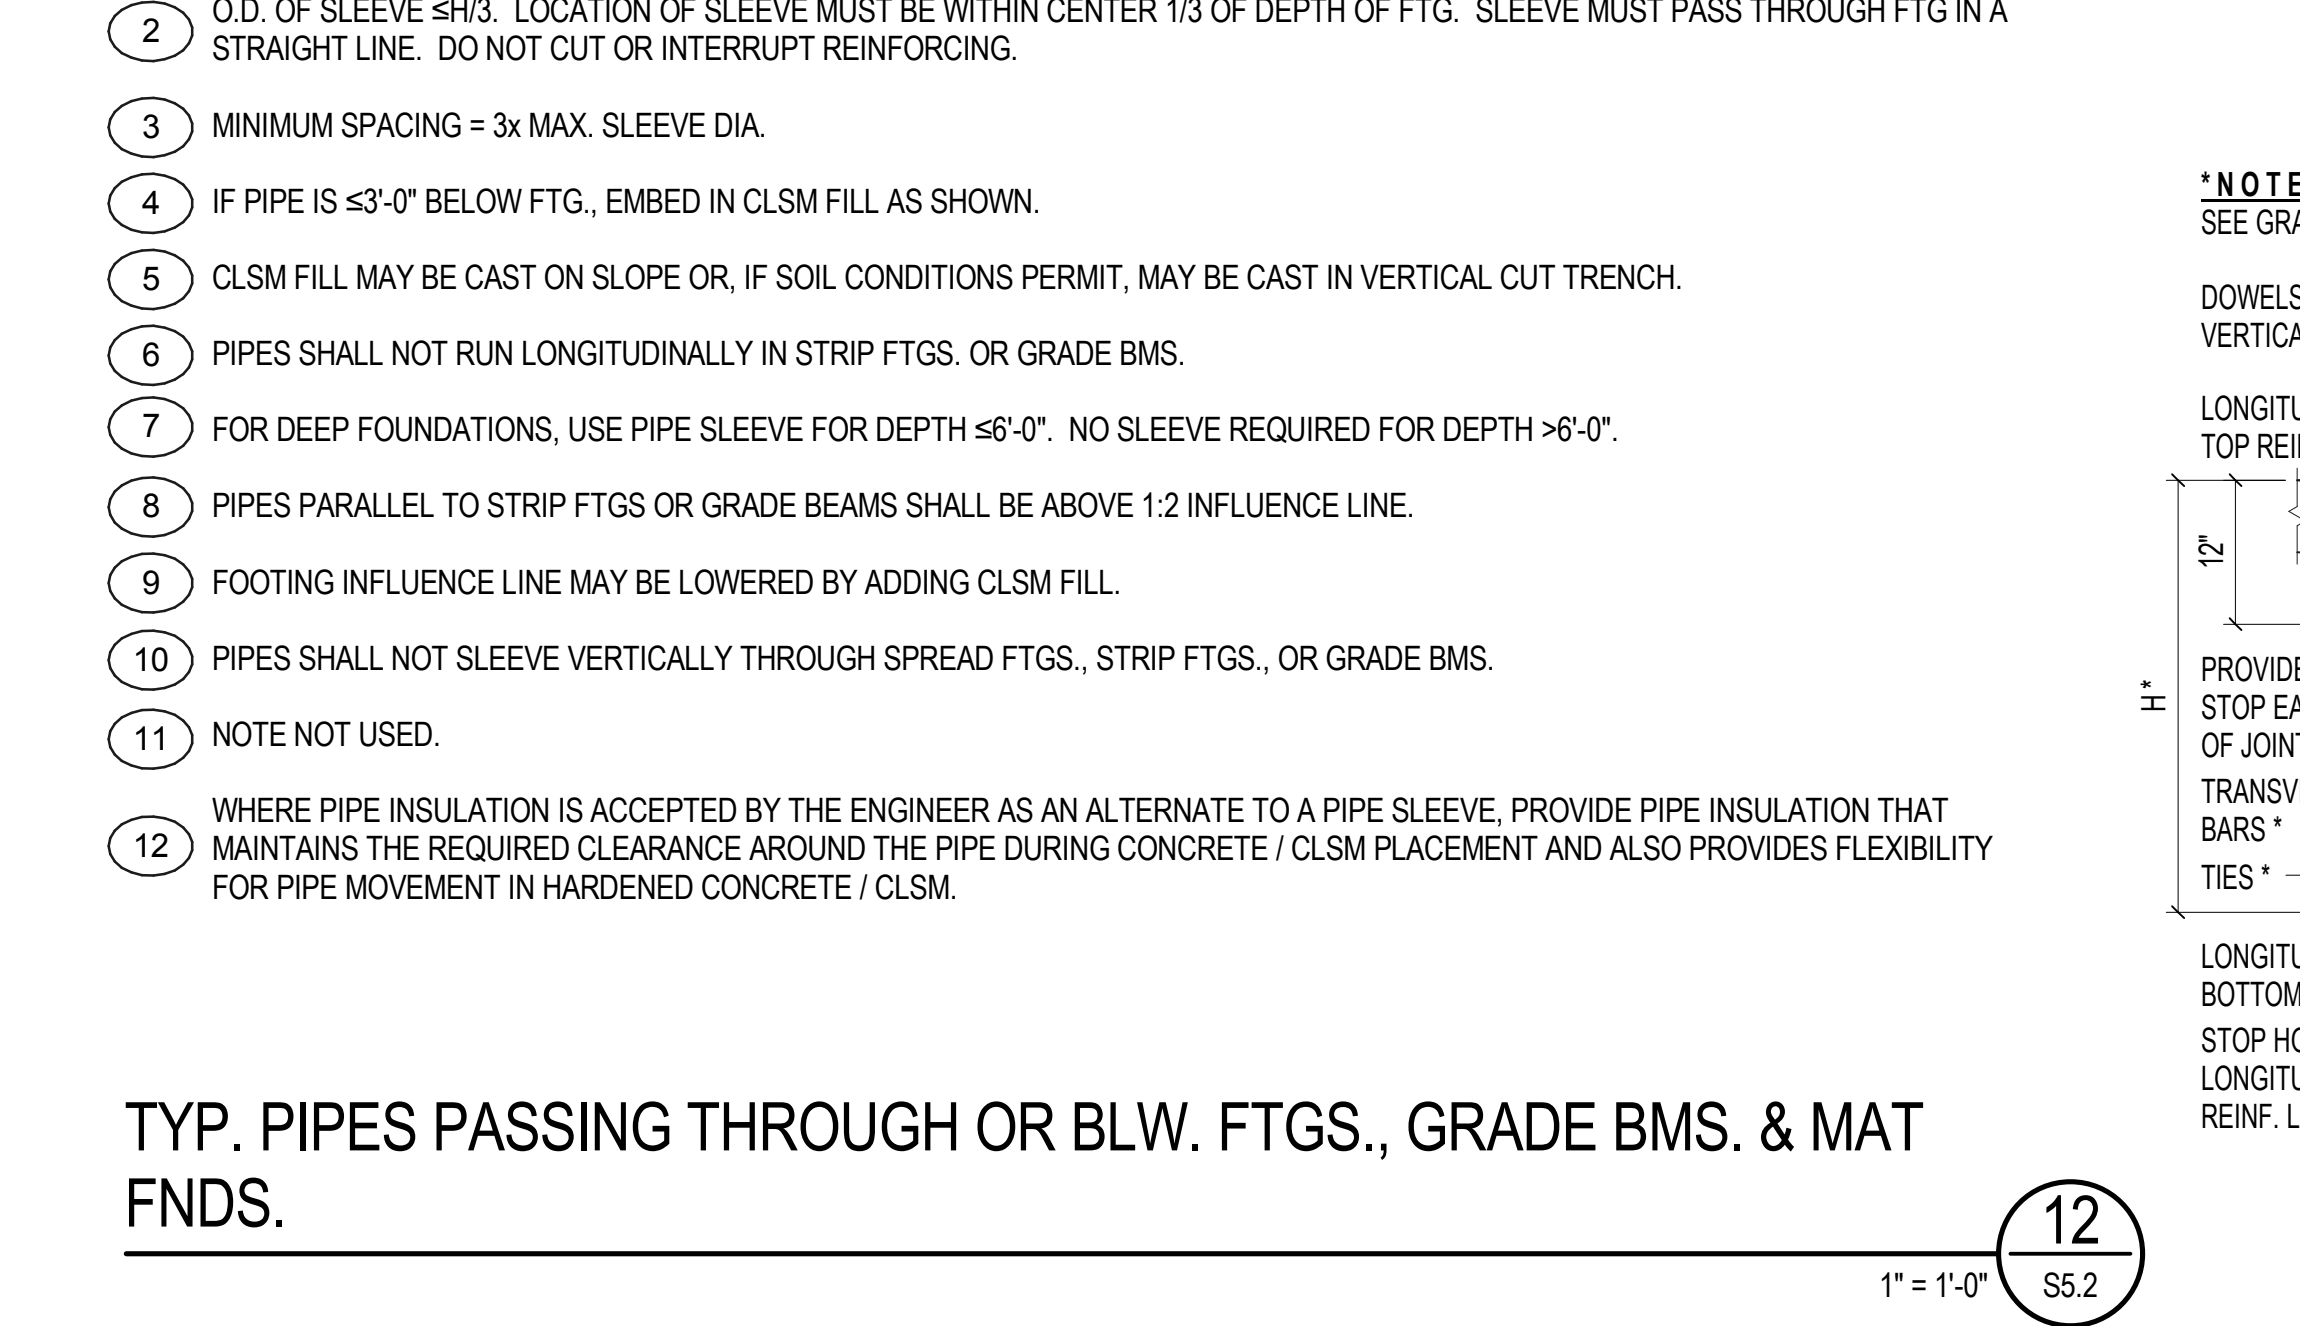 2
O.D. OF SLEEVE ≤H/3. LOCATION OF SLEEVE MUST BE WITHIN CENTER 1/3 OF DEPTH OF FTG. SLEEVE MUST PASS THROUGH FTG IN A
STRAIGHT LINE. DO NOT CUT OR INTERRUPT REINFORCING.
3 MINIMUM SPACING = 3x MAX. SLEEVE DIA.
4 IF PIPE IS ≤3'-0" BELOW FTG., EMBED IN CLSM FILL AS SHOWN.
5 CLSM FILL MAY BE CAST ON SLOPE OR, IF SOIL CONDITIONS PERMIT, MAY BE CAST IN VERTICAL CUT TRENCH.
6 PIPES SHALL NOT RUN LONGITUDINALLY IN STRIP FTGS. OR GRADE BMS.
7 FOR DEEP FOUNDATIONS, USE PIPE SLEEVE FOR DEPTH ≤6'-0". NO SLEEVE REQUIRED FOR DEPTH >6'-0".
8 PIPES PARALLEL TO STRIP FTGS OR GRADE BEAMS SHALL BE ABOVE 1:2 INFLUENCE LINE.
9 FOOTING INFLUENCE LINE MAY BE LOWERED BY ADDING CLSM FILL.
10 PIPES SHALL NOT SLEEVE VERTICALLY THROUGH SPREAD FTGS., STRIP FTGS., OR GRADE BMS.
11 NOTE NOT USED.
12
WHERE PIPE INSULATION IS ACCEPTED BY THE ENGINEER AS AN ALTERNATE TO A PIPE SLEEVE, PROVIDE PIPE INSULATION THAT
MAINTAINS THE REQUIRED CLEARANCE AROUND THE PIPE DURING CONCRETE / CLSM PLACEMENT AND ALSO PROVIDES FLEXIBILITY
FOR PIPE MOVEMENT IN HARDENED CONCRETE / CLSM.
TYP. PIPES PASSING THROUGH OR BLW. FTGS., GRADE BMS. & MAT
FNDS.
1" = 1'-0"
12
S5.2
*NOTE
SEE
DOWELS
TOP
12"
H*
STOP
OF
BARS *
TIES *
STOP
REINF.